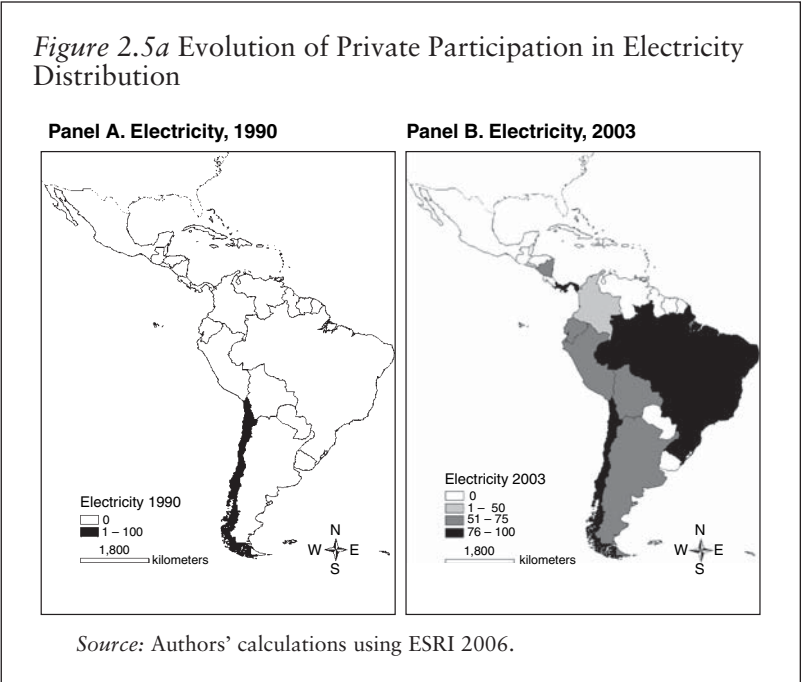 Figure 2.5a Evolution of Private Participation in Electricity
Distribution
Panel A. Electricity, 1990
Panel B. Electricity, 2003
Electricity 1990
0
1 – 100
1,800
kilometers
N
W E
S
Electricity 2003
0
1 – 50
51 – 75
76 – 100
1,800
kilometers
N
W E
S
Source: Authors' calculations using ESRI 2006.